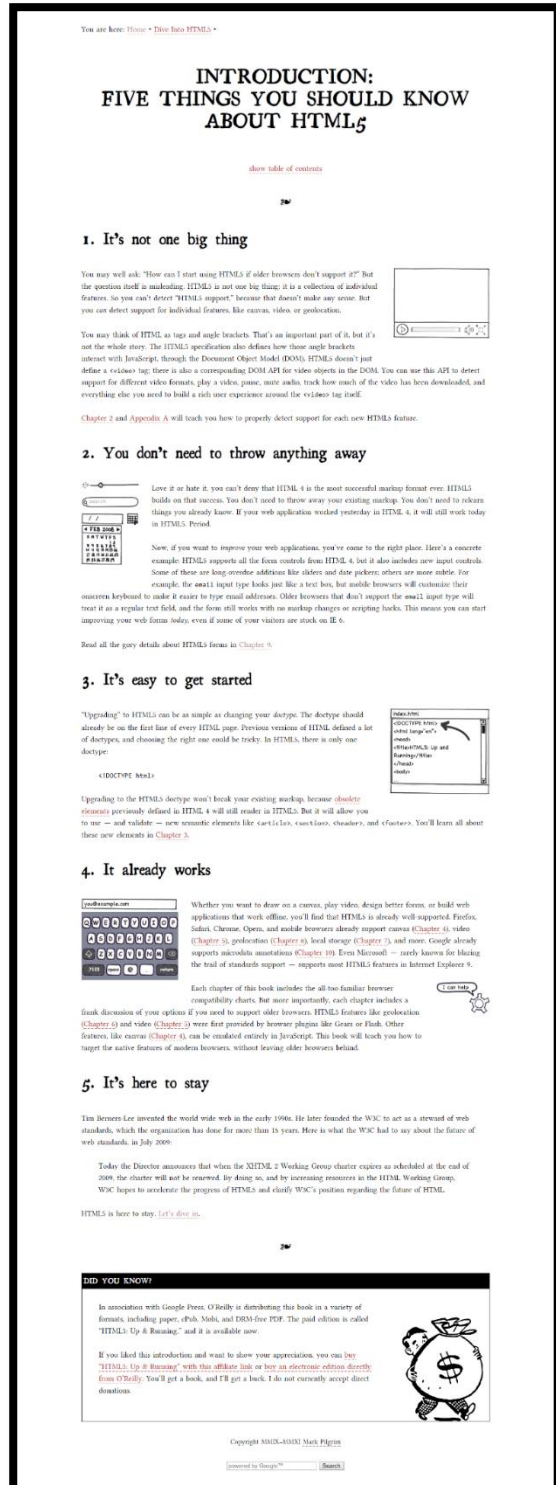 You are here: Home ‣ Dive Into HTML5 ‣
INTRODUCTION:
FIVE THINGS YOU SHOULD KNOW
ABOUT HTML5
show table of contents
1. It's not one big thing
You may well ask: "How can I start using HTML5 if older browsers don't support it?" But
the question itself is misleading. HTML5 is not one big thing; it is a collection of individual
features. So you can't detect "HTML5 support," because that doesn't make any sense. But
you can detect support for individual features, like canvas, video, or geolocation.
You may think of HTML as tags and angle brackets. That's an important part of it, but it's
not the whole story. The HTML5 specification also defines how those angle brackets
interact with JavaScript, through the Document Object Model (DOM). HTML5 doesn't just
define a <video> tag; there is also a corresponding DOM API for video objects in the DOM. You can use this API to detect
support for different video formats, play a video, pause, mute audio, track how much of the video has been downloaded, and
everything else you need to build a rich user experience around the <video> tag itself.
Chapter 2 and Appendix A will teach you how to properly detect support for each new HTML5 feature.
2. You don't need to throw anything away
search
/ /
◂ FEB 2008 ▸
S M T W T F S
Love it or hate it, you can't deny that HTML 4 is the most successful markup format ever. HTML5
builds on that success. You don't need to throw away your existing markup. You don't need to relearn
things you already know. If your web application worked yesterday in HTML 4, it will still work today
in HTML5. Period.
Now, if you want to improve your web applications, you've come to the right place. Here's a concrete
example: HTML5 supports all the form controls from HTML 4, but it also includes new input controls.
Some of these are long-overdue additions like sliders and date pickers; others are more subtle. For
example, the email input type looks just like a text box, but mobile browsers will customize their
onscreen keyboard to make it easier to type email addresses. Older browsers that don't support the email input type will
treat it as a regular text field, and the form still works with no markup changes or scripting hacks. This means you can start
improving your web forms today, even if some of your visitors are stuck on IE 6.
Read all the gory details about HTML5 forms in Chapter 9.
3. It's easy to get started
"Upgrading" to HTML5 can be as simple as changing your doctype. The doctype should
already be on the first line of every HTML page. Previous versions of HTML defined a lot
of doctypes, and choosing the right one could be tricky. In HTML5, there is only one
doctype:
<!DOCTYPE html>
index.html
<!DOCTYPE html>
<html lang="en">
<head>
<title>HTML5: Up and
Running</title>
</head>
<body>
Upgrading to the HTML5 doctype won't break your existing markup, because obsolete
elements previously defined in HTML 4 will still render in HTML5. But it will allow you
to use — and validate — new semantic elements like <article>, <section>, <header>, and <footer>. You'll learn all about
these new elements in Chapter 3.
4. It already works
you@example.com
Q W E R T Y U I O P
A S D F G H J K L
Z X C V B N M
.?123 space @ . return
Whether you want to draw on a canvas, play video, design better forms, or build web
applications that work offline, you'll find that HTML5 is already well-supported. Firefox,
Safari, Chrome, Opera, and mobile browsers already support canvas (Chapter 4), video
(Chapter 5), geolocation (Chapter 6), local storage (Chapter 7), and more. Google already
supports microdata annotations (Chapter 10). Even Microsoft — rarely known for blazing
the trail of standards support — supports most HTML5 features in Internet Explorer 9.
I can help
Each chapter of this book includes the all-too-familiar browser
compatibility charts. But more importantly, each chapter includes a
frank discussion of your options if you need to support older browsers. HTML5 features like geolocation
(Chapter 6) and video (Chapter 5) were first provided by browser plugins like Gears or Flash. Other
features, like canvas (Chapter 4), can be emulated entirely in JavaScript. This book will teach you how to
target the native features of modern browsers, without leaving older browsers behind.
5. It's here to stay
Tim Berners-Lee invented the world wide web in the early 1990s. He later founded the W3C to act as a steward of web
standards, which the organization has done for more than 15 years. Here is what the W3C had to say about the future of
web standards, in July 2009:
Today the Director announces that when the XHTML 2 Working Group charter expires as scheduled at the end of
2009, the charter will not be renewed. By doing so, and by increasing resources in the HTML Working Group,
W3C hopes to accelerate the progress of HTML5 and clarify W3C's position regarding the future of HTML.
HTML5 is here to stay. Let's dive in.
DID YOU KNOW?
In association with Google Press, O'Reilly is distributing this book in a variety of
formats, including paper, ePub, Mobi, and DRM-free PDF. The paid edition is called
"HTML5: Up & Running," and it is available now.
If you liked this introduction and want to show your appreciation, you can buy
"HTML5: Up & Running" with this affiliate link or buy an electronic edition directly
from O'Reilly. You'll get a book, and I'll get a buck. I do not currently accept direct
donations.
$
Copyright MMIX–MMXI Mark Pilgrim
powered by Google™ Search